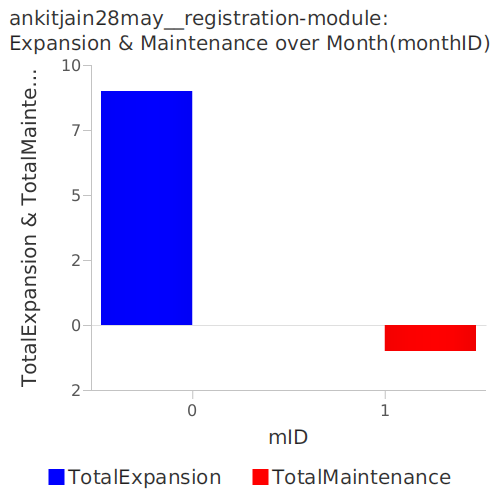 ankitjain28may__registration-module:
Expansion & Maintenance over Month(monthID)
TotalExpansion & TotalMainte...
10
7
5
2
0
2
0
1
mID
TotalExpansion
TotalMaintenance